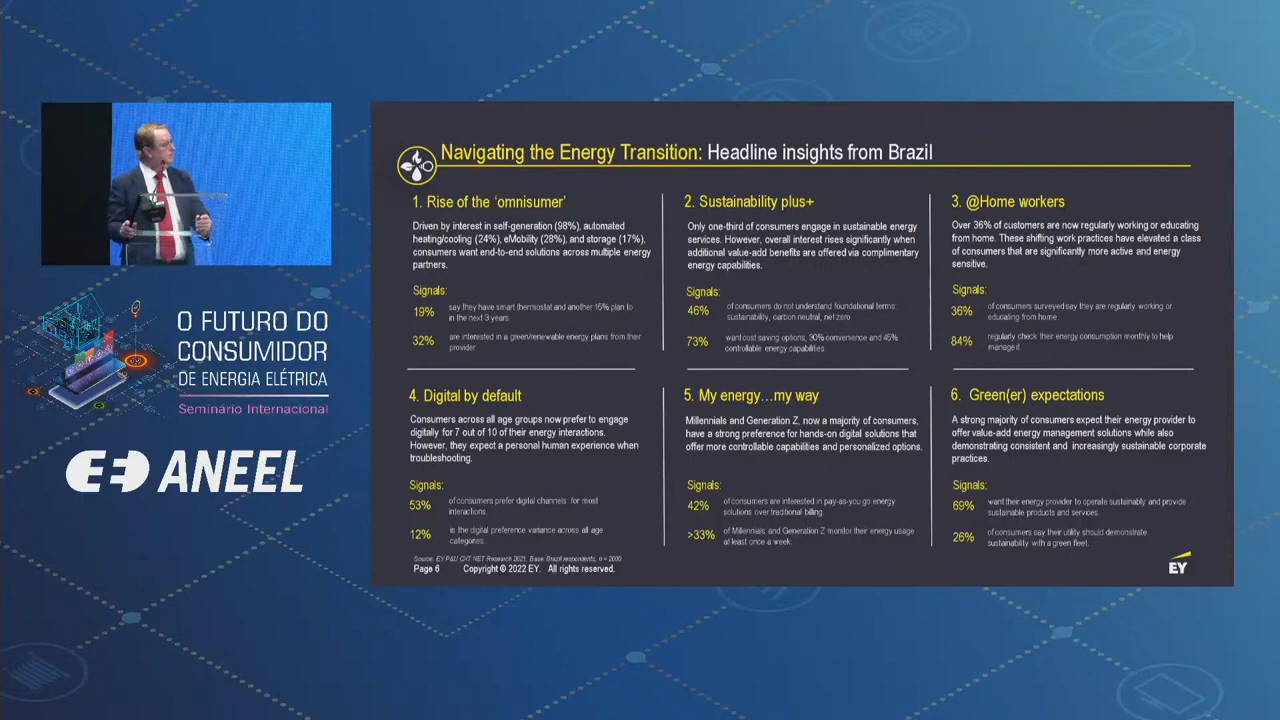 Navigating the Energy Transition: Headline insights from Brazil
1. Rise of the ‘omnisumer’
Driven by interest in self-generation (98%), automated
heating/cooling (24%), eMobility (28%), and storage (17%),
consumers want end-to-end solutions across multiple energy
partners.
Signals:
19%
say they have smart thermostat and another 15% plan to
in the next 3 years.
32%
are interested in a green/renewable energy plans from their
provider
2. Sustainability plus+
Only one-third of consumers engage in sustainable energy
services. However, overall interest rises significantly when
additional value-add benefits are offered via complimentary
energy capabilities.
Signals:
46%
of consumers do not understand foundational terms:
sustainability, carbon neutral, net zero
73%
want cost saving options, 30% convenience and 45%
controllable energy capabilities
3. @Home workers
Over 36% of customers are now regularly working or educating
from home. These shifting work practices have elevated a class
of consumers that are significantly more active and energy
sensitive.
Signals:
36%
of consumers surveyed say they are regularly working or
educating from home.
84%
regularly check their energy consumption monthly to help
manage it.
4. Digital by default
Consumers across all age groups now prefer to engage
digitally for 7 out of 10 of their energy interactions.
However, they expect a personal human experience when
troubleshooting.
Signals:
53%
of consumers prefer digital channels for most
interactions.
12%
is the digital preference variance across all age
categories.
5. My energy…my way
Millennials and Generation Z, now a majority of consumers,
have a strong preference for hands-on digital solutions that
offer more controllable capabilities and personalized options.
Signals:
42%
of consumers are interested in pay-as-you go energy
solutions over traditional billing.
>33%
of Millennials and Generation Z monitor their energy usage
at least once a week.
6. Green(er) expectations
A strong majority of consumers expect their energy provider to
offer value-add energy management solutions while also
demonstrating consistent and increasingly sustainable corporate
practices.
Signals:
69%
want their energy provider to operate sustainably and provide
sustainable products and services.
26%
of consumers say their utility should demonstrate
sustainability with a green fleet.
Source: EY P&U CXT NET Research 2021, Base: Brazil respondents, n = 2000
Page 6 Copyright © 2022 EY. All rights reserved.
EY
O FUTURO DO
CONSUMIDOR
DE ENERGIA ELÉTRICA
Seminário Internacional
ANEEL